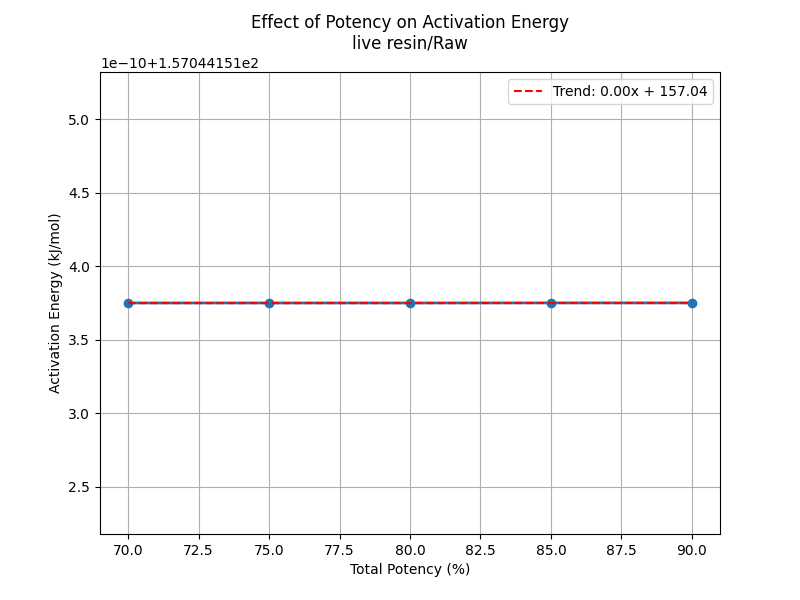 Effect of Potency on Activation Energy
live resin/Raw
1e−10+1.57044151e2
Trend: 0.00x + 157.04
5.0
4.5
4.0
3.5
3.0
2.5
Activation Energy (kJ/mol)
70.0 72.5 75.0 77.5 80.0 82.5 85.0 87.5 90.0
Total Potency (%)